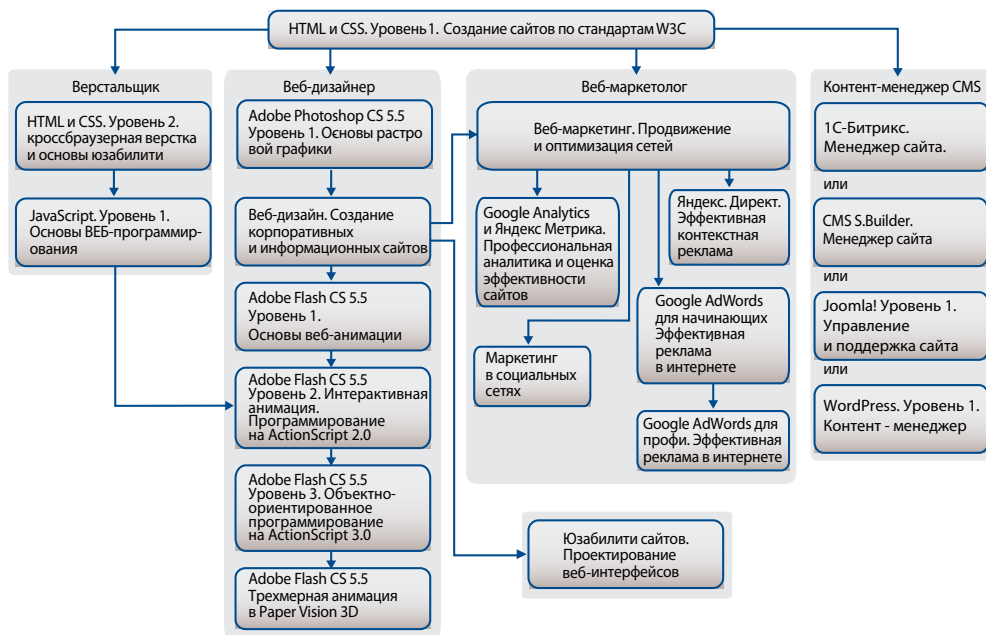 HTML и CSS. Уровень 1. Создание сайтов по стандартам W3C
Верстальщик
HTML и CSS. Уровень 2.
кроссбраузерная верстка
и основы юзабилити
JavaScript. Уровень 1.
Основы ВЕБ-программир-
рования
Веб-дизайнер
Adobe Photoshop CS 5.5
Уровень 1. Основы растро
вой графики
Веб-дизайн. Создание
корпоративных
и информационных сайтов
Adobe Flash CS 5.5
Уровень 1.
Основы веб-анимации
Adobe Flash CS 5.5
Уровень 2. Интерактивная
анимация.
Программирование
на ActionScript 2.0
Adobe Flash CS 5.5
Уровень 3. Объектно-
ориентированное
программирование
на ActionScript 3.0
Adobe Flash CS 5.5
Трехмерная анимация
в Paper Vision 3D
Веб-маркетолог
Веб-маркетинг. Продвижение
и оптимизация сетей
Google Analytics
и Яндекс Метрика.
Профессиональная
аналитика и оценка
эффективности
сайтов
Яндекс. Директ.
Эффективная
контекстная
реклама
Маркетинг
в социальных
сетях
Google AdWords
для начинающих
Эффективная
реклама
в интернете
Google AdWords для
профи. Эффективная
реклама в интернете
Юзабилити сайтов.
Проектирование
веб-интерфейсов
Контент-менеджер CMS
1С-Битрикс.
Менеджер сайта.
или
CMS S.Builder.
Менеджер сайта
или
Joomla! Уровень 1.
Управление
и поддержка сайта
или
WordPress. Уровень 1.
Контент - менеджер